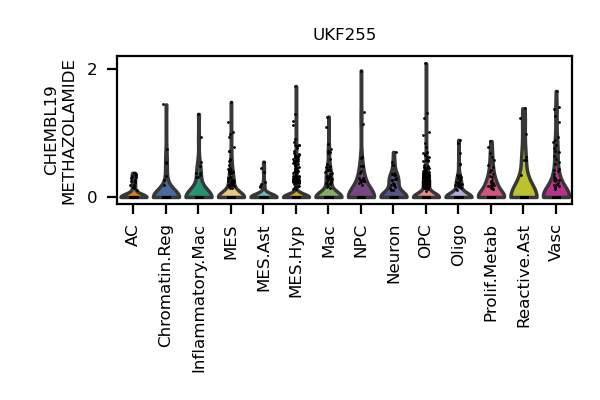 UKF255
CHEMBL19
METHAZOLAMIDE
2
0
AC
Chromatin.Reg
Inflammatory.Mac
MES
MES.Ast
MES.Hyp
Mac
NPC
Neuron
OPC
Oligo
Prolif.Metab
Reactive.Ast
Vasc